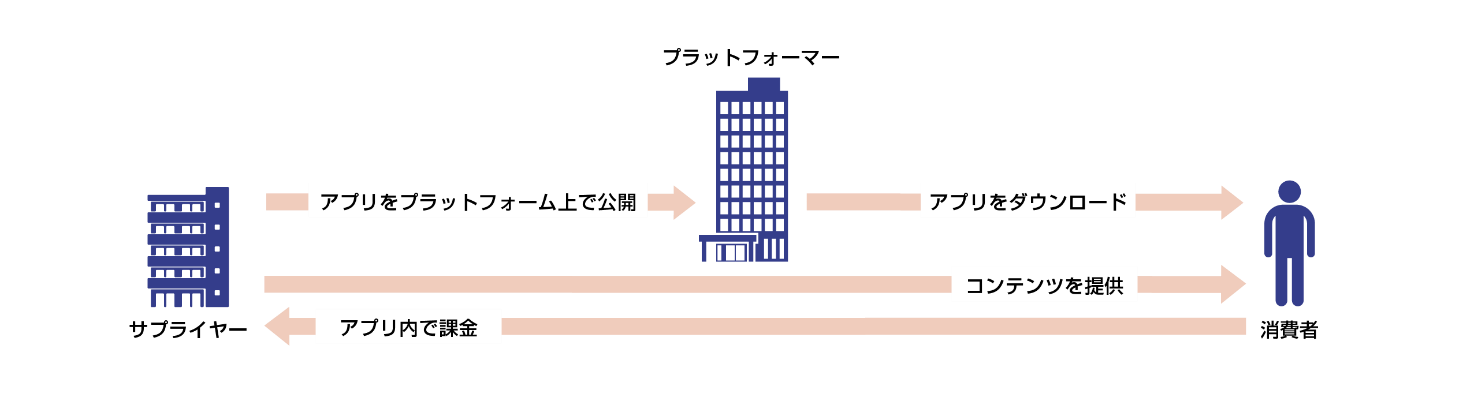 プラットフォーマー
アプリをプラットフォーム上で公開
アプリをダウンロード
コンテンツを提供
サプライヤー
アプリ内で課金
消費者